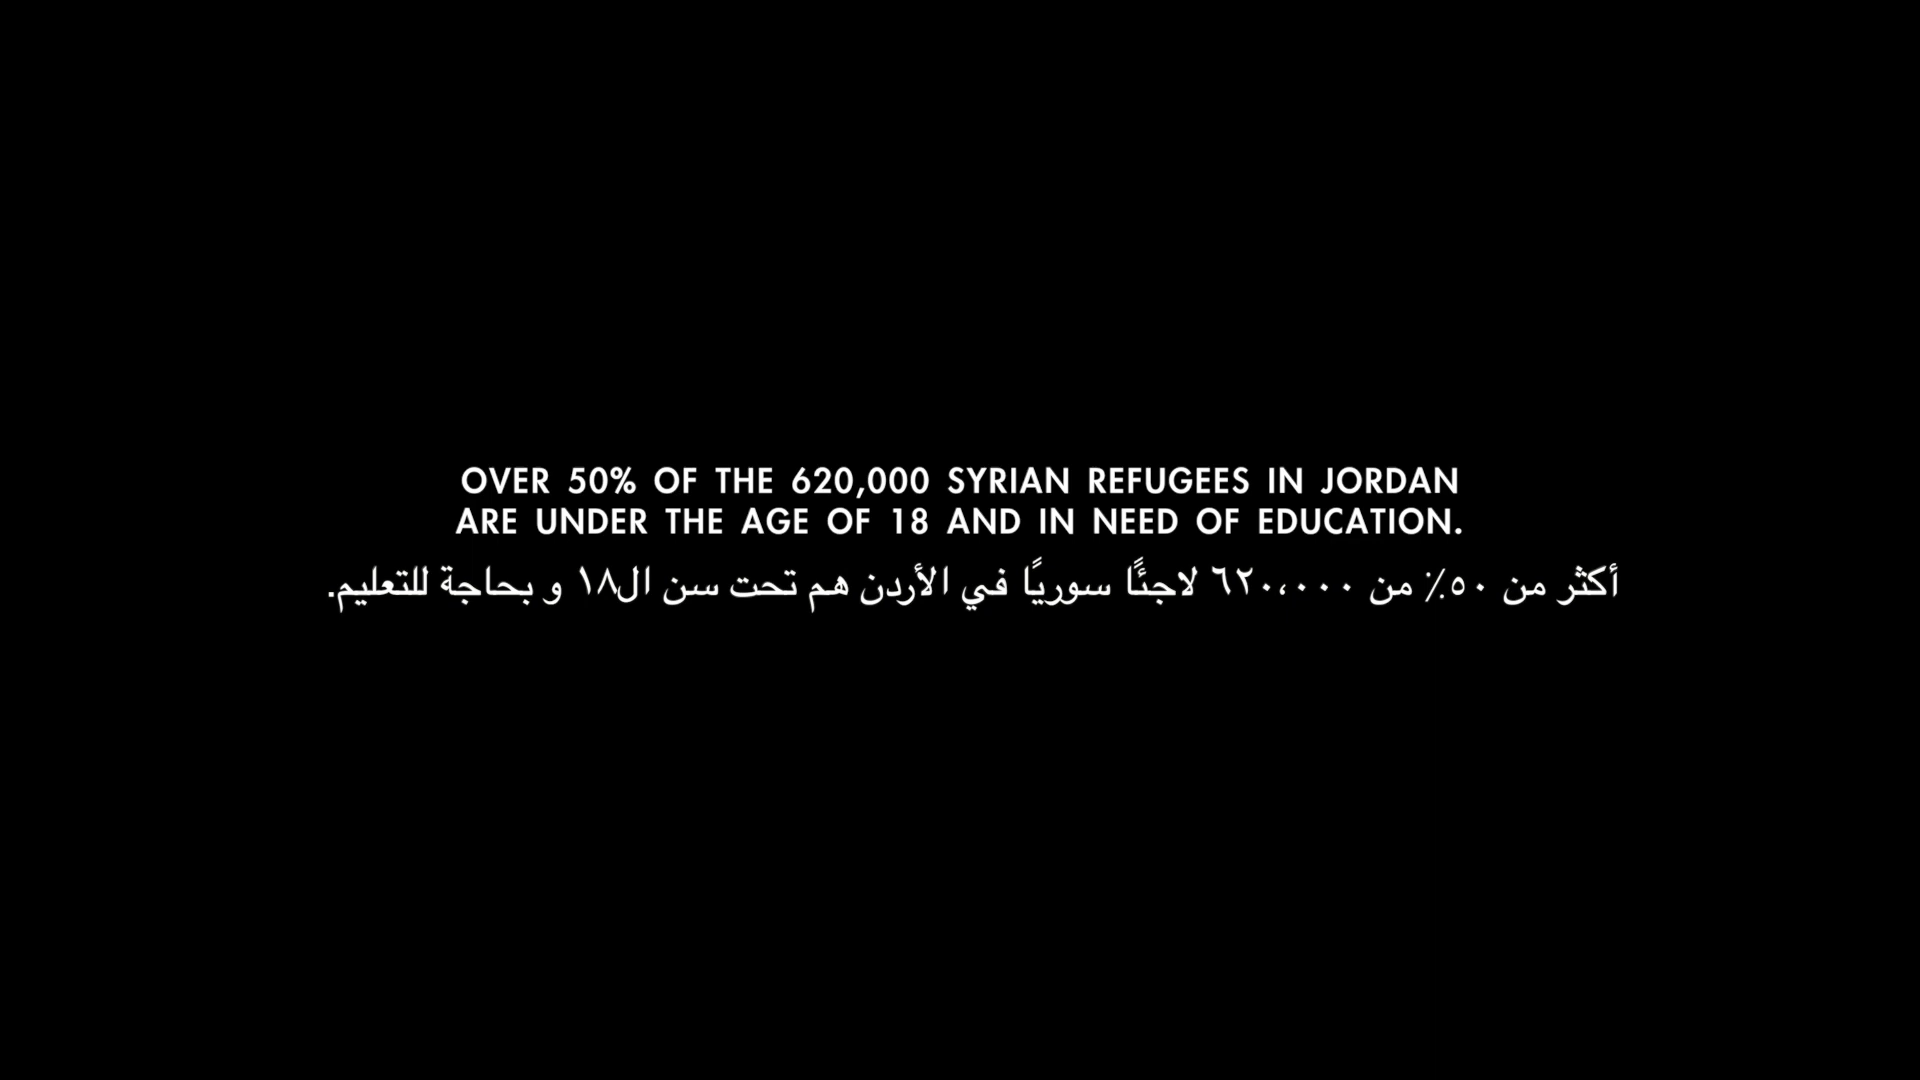 OVER 50% OF THE 620,000 SYRIAN REFUGEES IN JORDAN
ARE UNDER THE AGE OF 18 AND IN NEED OF EDUCATION.
أكثر من ٥٠٪ من ٦٢٠،٠٠٠ لاجئًا سوريًا في الأردن هم تحت سن ال١٨ و بحاجة للتعليم.